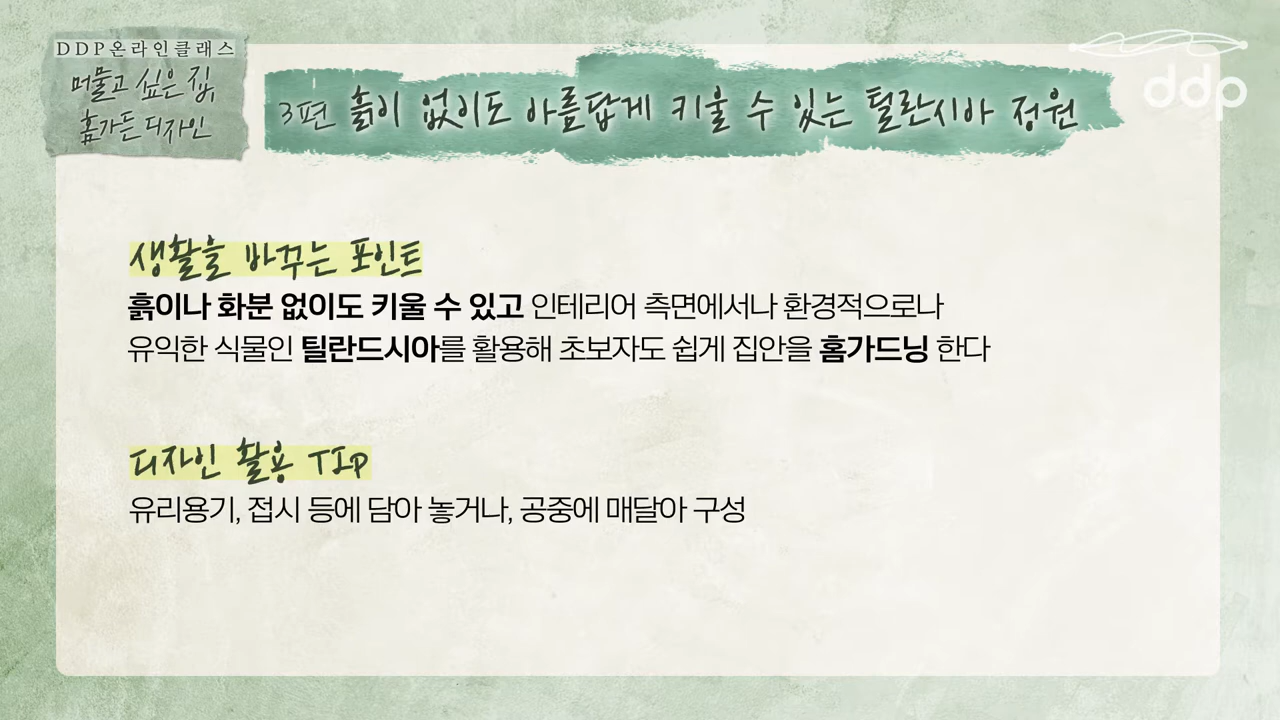 DDP온라인클래스
머물고 싶은 집,
홈가든 디자인
3편 흙이 없이도 아름답게 키울 수 있는 틸란시아 정원
ddp
생활을 바꾸는 포인트
흙이나 화분 없이도 키울 수 있고 인테리어 측면에서나 환경적으로나
유익한 식물인 틸란드시아를 활용해 초보자도 쉽게 집안을 홈가드닝 한다
디자인 활용 TIP
유리용기, 접시 등에 담아 놓거나, 공중에 매달아 구성